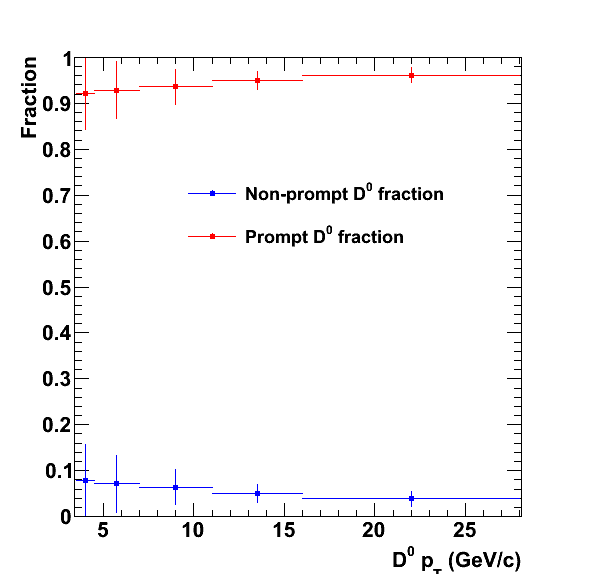 Fraction
1
0.9
0.8
0.7
0.6
0.5
0.4
0.3
0.2
0.1
0
Non-prompt D⁰ fraction
Prompt D⁰ fraction
5 10 15 20 25
D⁰ p_T (GeV/c)